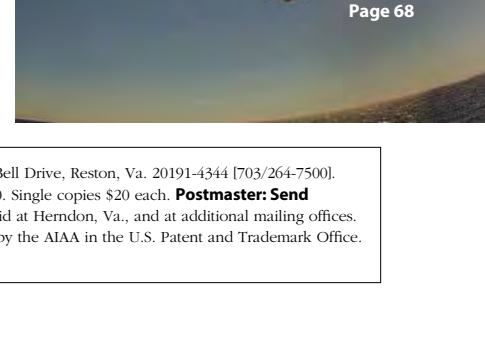 Page 68
Bell Drive, Reston, Va. 20191-4344 [703/264-7500].
. Single copies $20 each. Postmaster: Send
id at Herndon, Va., and at additional mailing offices.
by the AIAA in the U.S. Patent and Trademark Office.